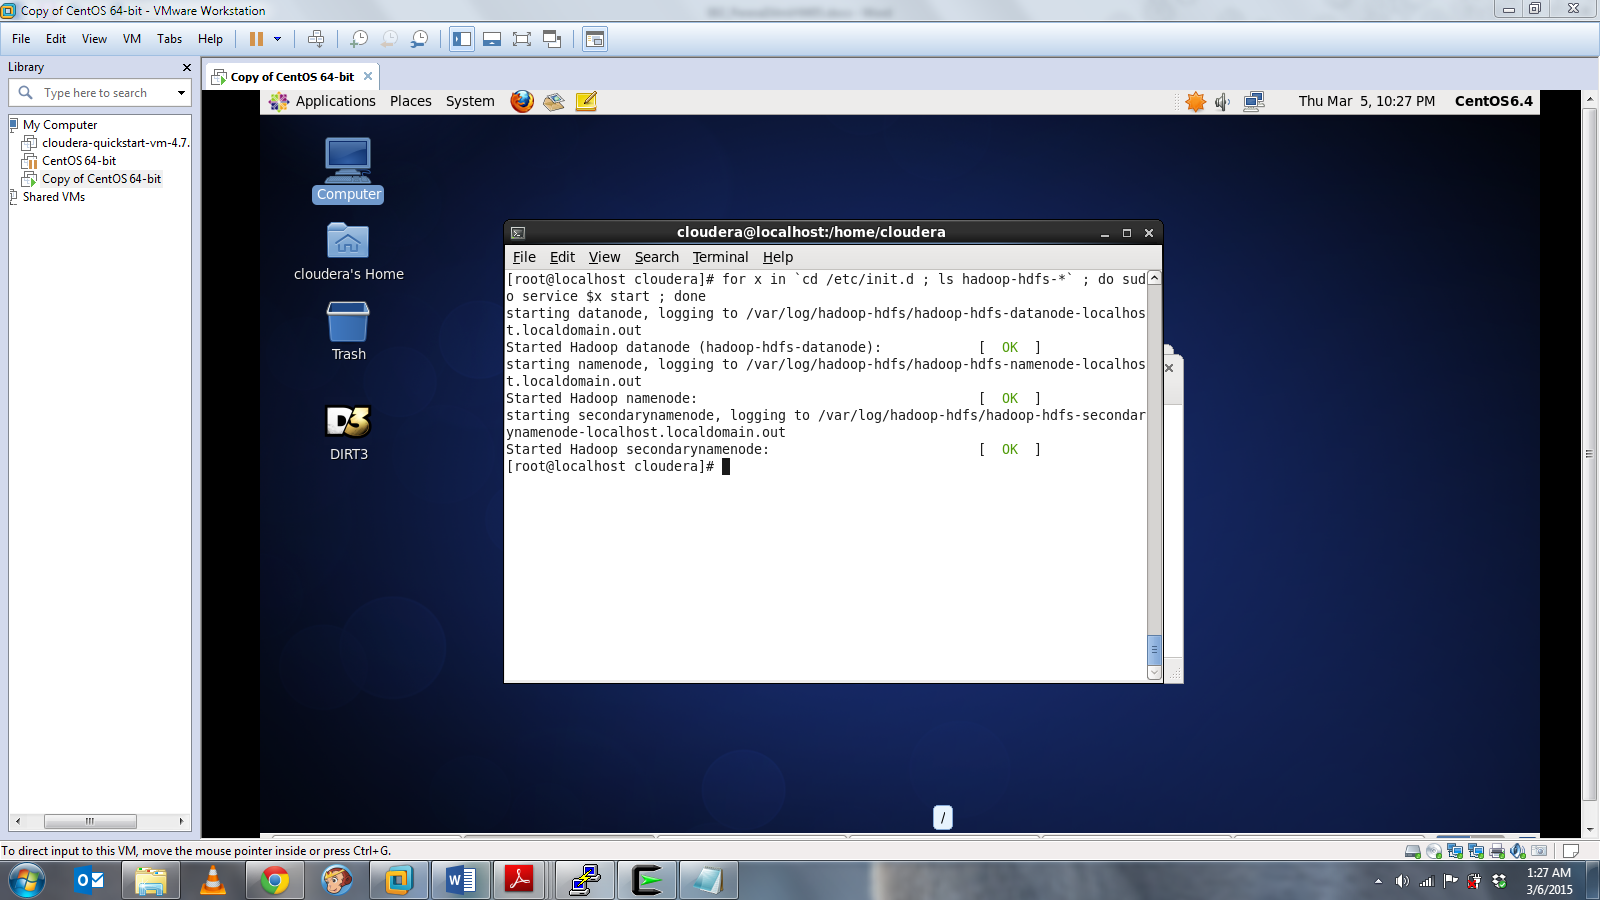 Copy of CentOS 64-bit - VMware Workstation
File Edit View VM Tabs Help
Library
Type here to search
My Computer
cloudera-quickstart-vm-4.7.
CentOS 64-bit
Copy of CentOS 64-bit
Shared VMs
Copy of CentOS 64-bit
Applications Places System
Thu Mar 5, 10:27 PM CentOS6.4
Computer
cloudera's Home
Trash
D3
DIRT3
cloudera@localhost:/home/cloudera
File Edit View Search Terminal Help
[root@localhost cloudera]# for x in `cd /etc/init.d ; ls hadoop-hdfs-*` ; do sud
o service $x start ; done
starting datanode, logging to /var/log/hadoop-hdfs/hadoop-hdfs-datanode-localhos
t.localdomain.out
Started Hadoop datanode (hadoop-hdfs-datanode): [ OK ]
starting namenode, logging to /var/log/hadoop-hdfs/hadoop-hdfs-namenode-localhos
t.localdomain.out
Started Hadoop namenode: [ OK ]
starting secondarynamenode, logging to /var/log/hadoop-hdfs/hadoop-hdfs-secondar
ynamenode-localhost.localdomain.out
Started Hadoop secondarynamenode: [ OK ]
[root@localhost cloudera]#
/
To direct input to this VM, move the mouse pointer inside or press Ctrl+G.
1:27 AM
3/6/2015